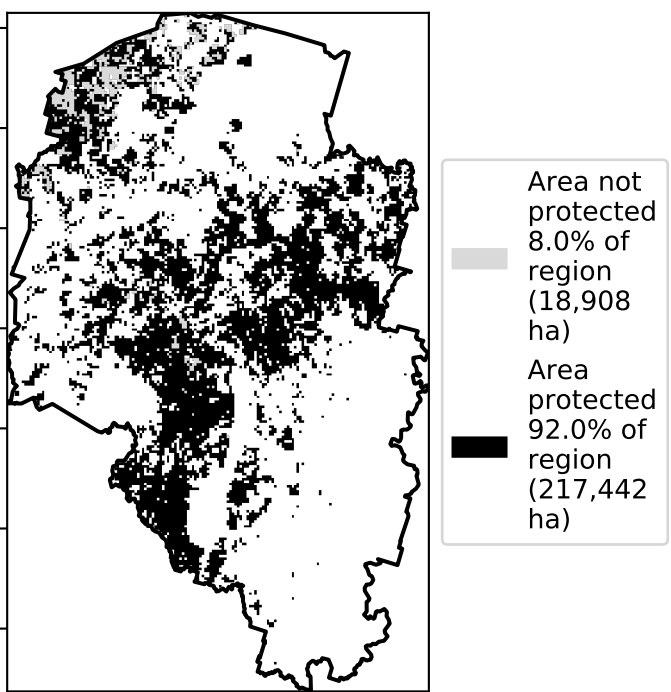 Area not
protected
8.0% of
region
(18,908
ha)
Area
protected
92.0% of
region
(217,442
ha)